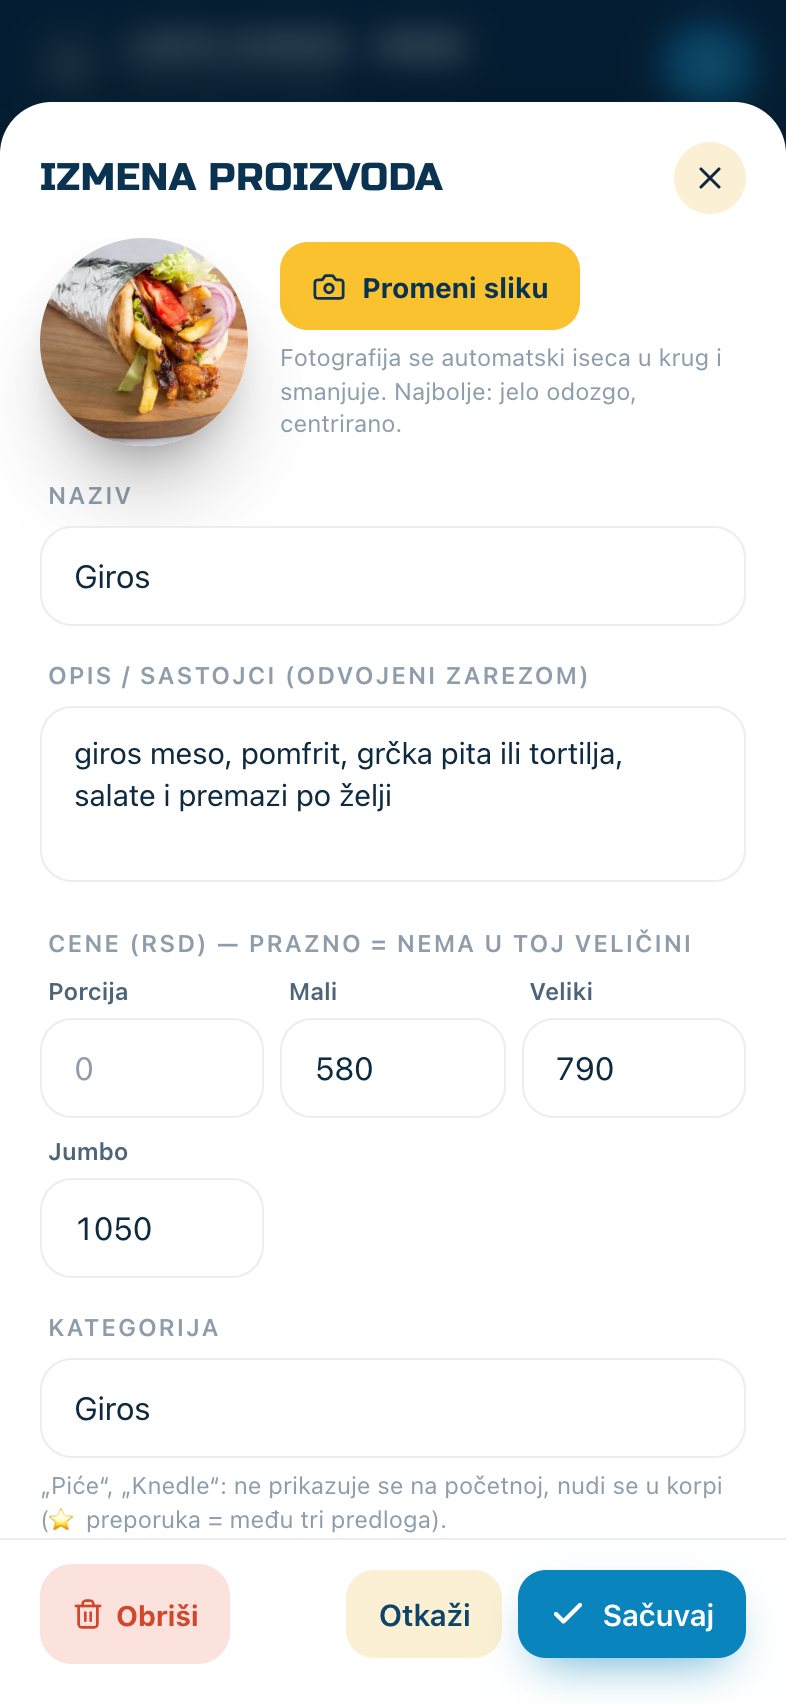 IZMENA PROIZVODA
Promeni sliku
Fotografija se automatski iseca u krug i
smanjuje. Najbolje: jelo odozgo,
centrirano.
NAZIV
Giros
OPIS / SASTOJCI (ODVOJENI ZAREZOM)
giros meso, pomfrit, grčka pita ili tortilja,
salate i premazi po želji
CENE (RSD) — PRAZNO = NEMA U TOJ VELIČINI
Porcija Mali Veliki
0 580 790
Jumbo
1050
KATEGORIJA
Giros
„Piće“, „Knedle“: ne prikazuje se na početnoj, nudi se u korpi
(⭐ preporuka = među tri predloga).
Obriši Otkaži Sačuvaj